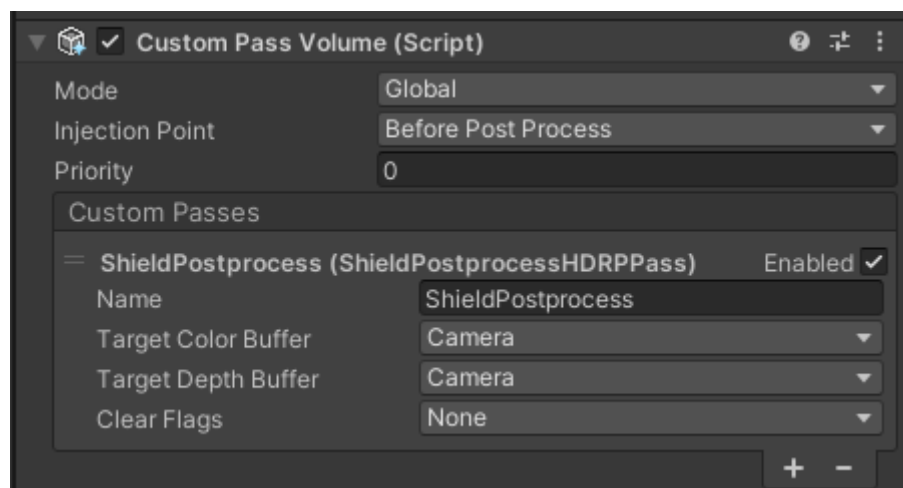 Custom Pass Volume (Script)
Mode Global
Injection Point Before Post Process
Priority 0
Custom Passes
ShieldPostprocess (ShieldPostprocessHDRPPass) Enabled
Name ShieldPostprocess
Target Color Buffer Camera
Target Depth Buffer Camera
Clear Flags None